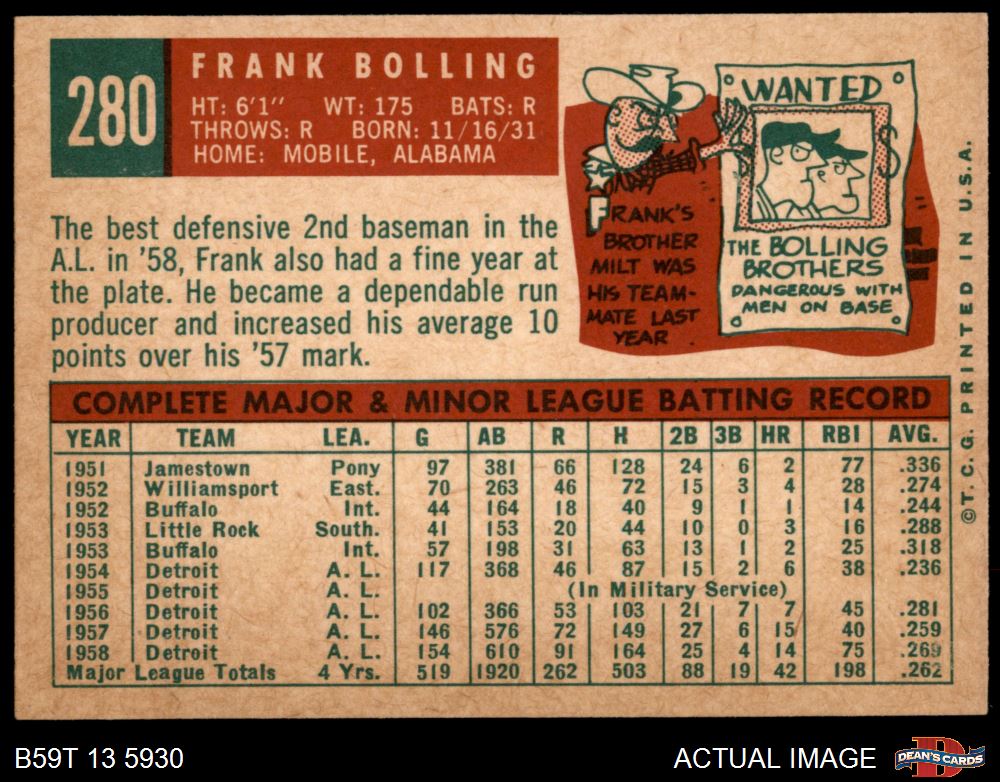 280
FRANK BOLLING
HT: 6'1" WT: 175 BATS: R
THROWS: R BORN: 11/16/31
HOME: MOBILE, ALABAMA
The best defensive 2nd baseman in the
A.L. in '58, Frank also had a fine year at
the plate. He became a dependable run
producer and increased his average 10
points over his '57 mark.
FRANK'S
BROTHER
MILT WAS
HIS TEAM-
MATE LAST
YEAR
WANTED
$
THE BOLLING
BROTHERS
DANGEROUS WITH
MEN ON BASE
COMPLETE MAJOR & MINOR LEAGUE BATTING RECORD
YEAR TEAM LEA. G AB R H 2B 3B HR RBI AVG.
1951 Jamestown Pony 97 381 66 128 24 6 2 77 .336
1952 Williamsport East. 70 263 46 72 15 3 4 28 .274
1952 Buffalo Int. 44 164 18 40 9 1 1 14 .244
1953 Little Rock South. 41 153 20 44 10 0 3 16 .288
1953 Buffalo Int. 57 198 31 63 13 1 2 25 .318
1954 Detroit A. L. 117 368 46 87 15 2 6 38 .236
1955 Detroit A. L. (In Military Service)
1956 Detroit A. L. 102 366 53 103 21 7 7 45 .281
1957 Detroit A. L. 146 576 72 149 27 6 15 40 .259
1958 Detroit A. L. 154 610 91 164 25 4 14 75 .269
Major League Totals 4 Yrs. 519 1920 262 503 88 19 42 198 .262
©T. C. G. PRINTED IN U.S.A.
B59T 13 5930
ACTUAL IMAGE
D
DEAN'S CARDS